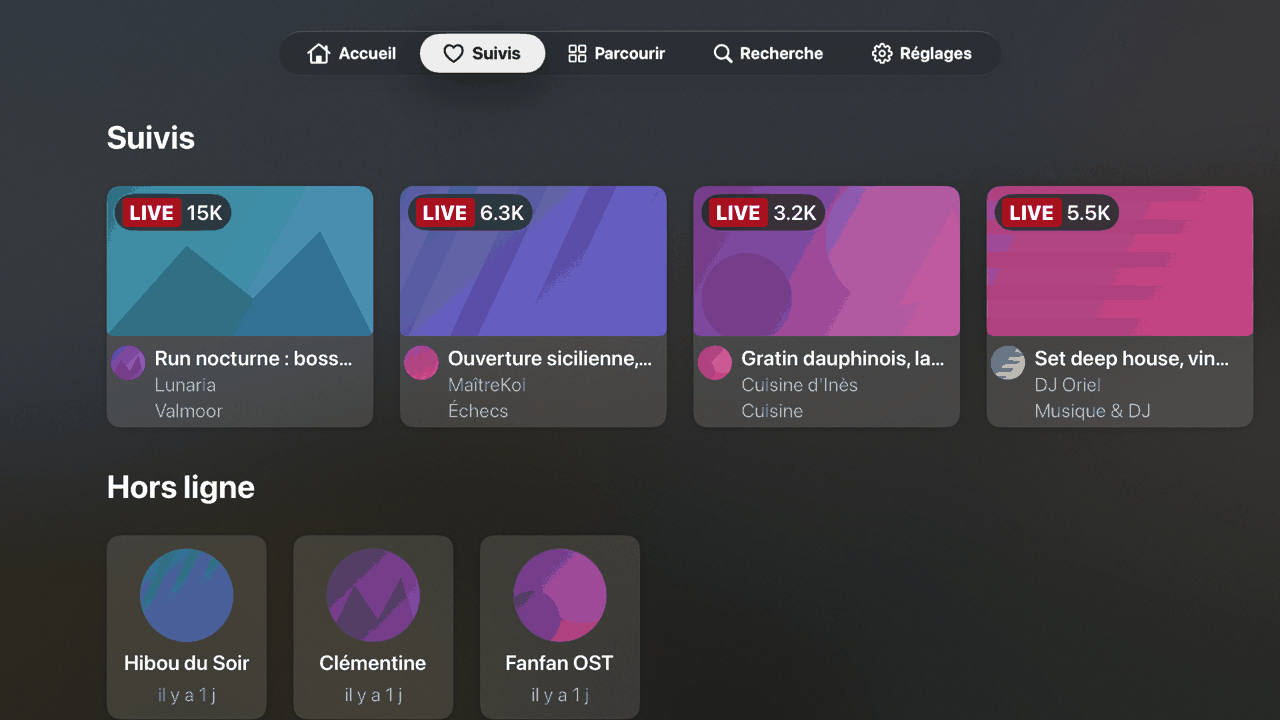 Accueil
Suivis
Parcourir
Recherche
Réglages
Suivis
LIVE 15K
Run nocturne : boss...
Lunaria
Valmoor
LIVE 6.3K
Ouverture sicilienne,...
MaîtreKoi
Échecs
LIVE 3.2K
Gratin dauphinois, la...
Cuisine d'Inès
Cuisine
LIVE 5.5K
Set deep house, vin...
DJ Oriel
Musique & DJ
Hors ligne
Hibou du Soir
il y a 1 j
Clémentine
il y a 1 j
Fanfan OST
il y a 1 j